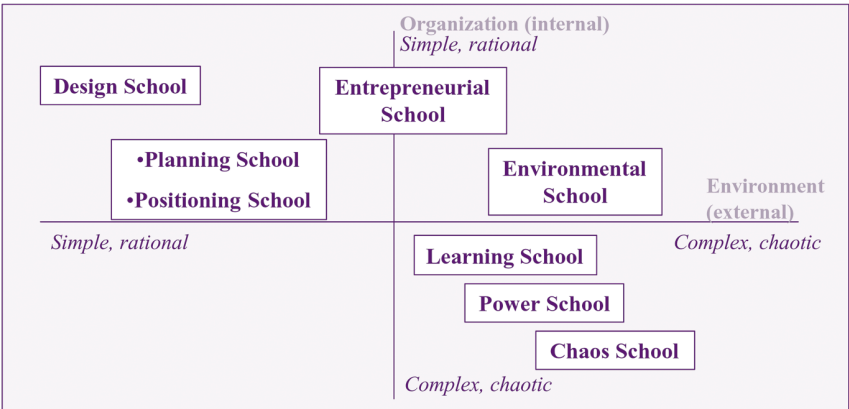 Organization (internal)
Simple, rational
Design School
Entrepreneurial
School
•Planning School
•Positioning School
Environmental
School
Environment
(external)
Simple, rational
Complex, chaotic
Learning School
Power School
Chaos School
Complex, chaotic